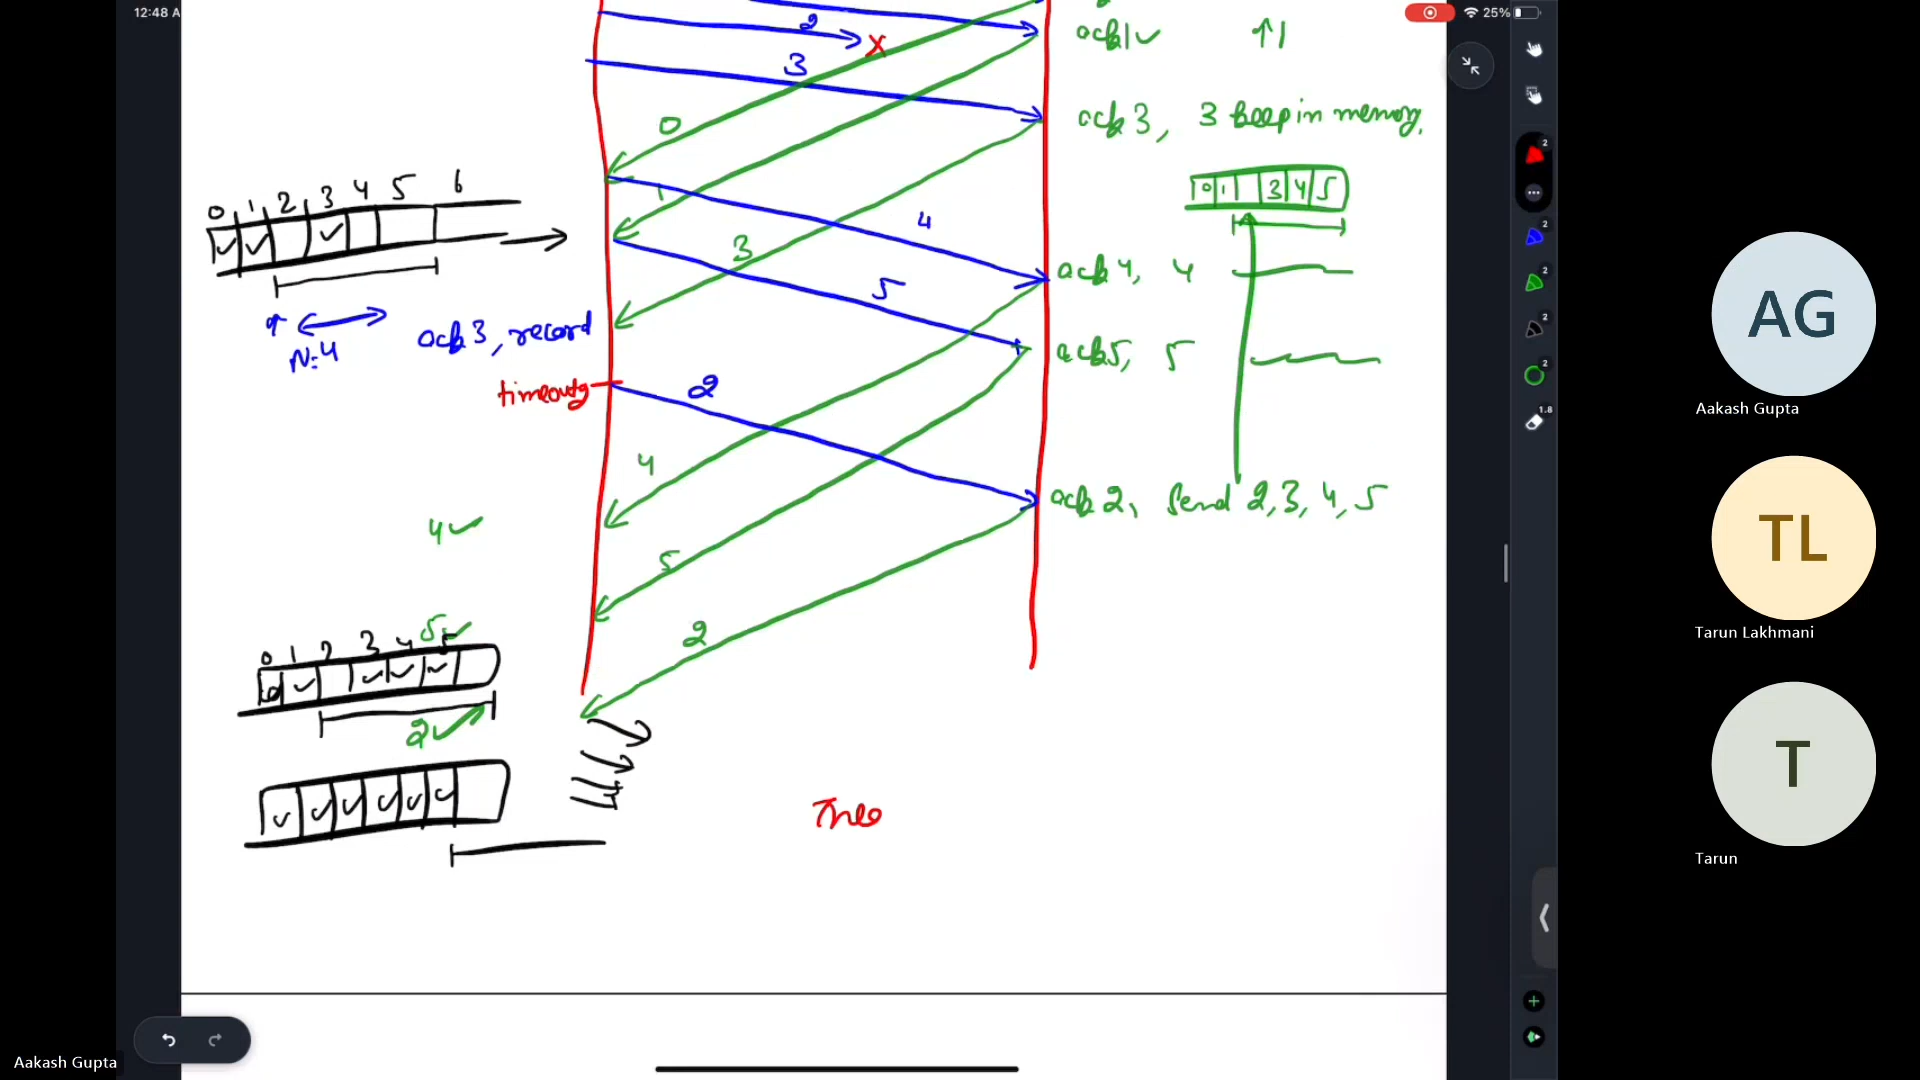 12:48 A
25%
2
ack1✓ ↑1
3
ack 3, 3 keep in memory.
0
0 1 2 3 4 5 6
0 1 3 4 5
1
4
3
ack 4, 4
5
N=4
ack 3, record
ack5, 5
timeout
2
4
ack 2, send 2,3,4,5
4✓
5
5✓
2
0 1 2 3 4 5
2✓
AG
Aakash Gupta
TL
Tarun Lakhmani
T
Tarun
Aakash Gupta